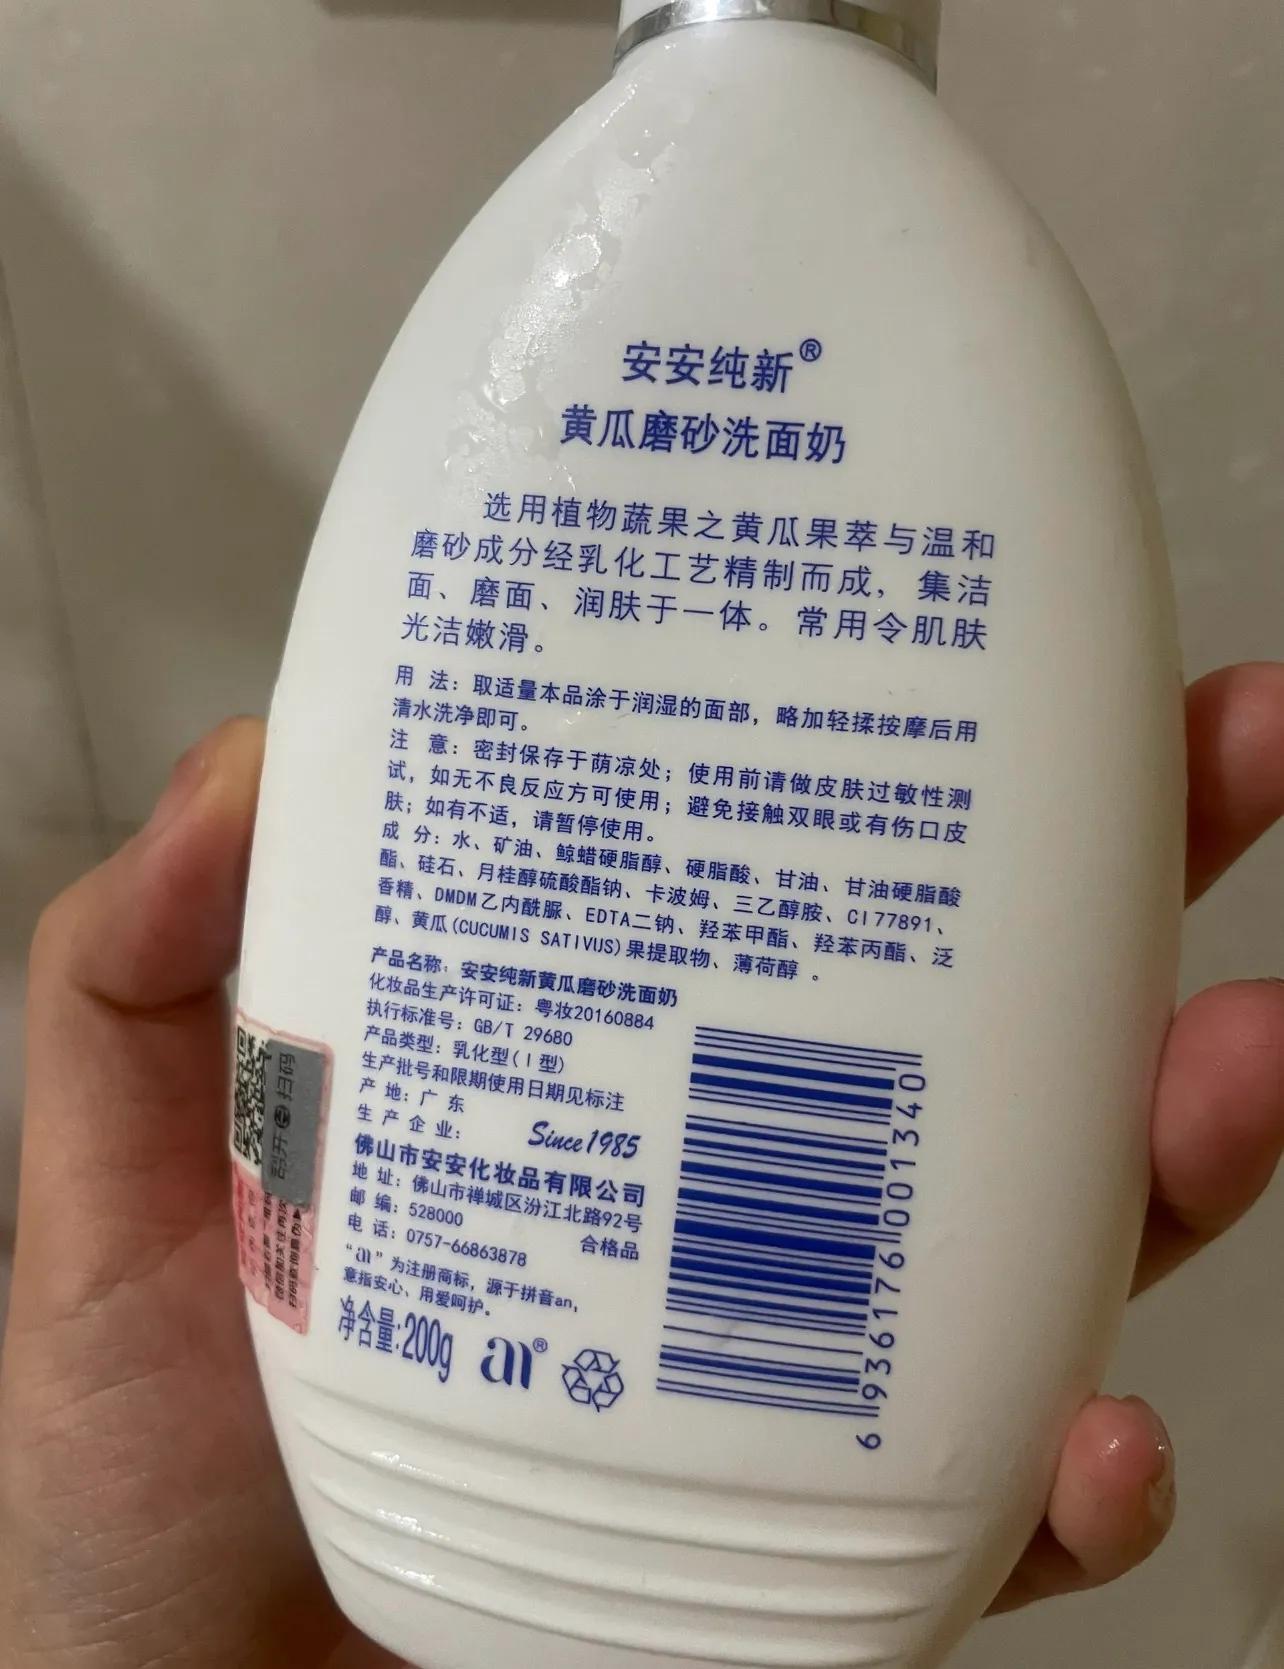 安安纯新®
黄瓜磨砂洗面奶
选用植物蔬果之黄瓜果萃与温和
磨砂成分经乳化工艺精制而成，集洁
面、磨面、润肤于一体。常用令肌肤
光洁嫩滑。
用 法：取适量本品涂于润湿的面部，略加轻揉按摩后用
清水洗净即可。
注 意：密封保存于荫凉处；使用前请做皮肤过敏性测
试，如无不良反应方可使用；避免接触双眼或有伤口皮
肤；如有不适，请暂停使用。
成 分：水、矿油、鲸蜡硬脂醇、硬脂酸、甘油、甘油硬脂酸
酯、硅石、月桂醇硫酸酯钠、卡波姆、三乙醇胺、CI77891、
香精、DMDM乙内酰脲、EDTA二钠、羟苯甲酯、羟苯丙酯、泛
醇、黄瓜(CUCUMIS SATIVUS)果提取物、薄荷醇。
产品名称：安安纯新黄瓜磨砂洗面奶
化妆品生产许可证：粤妆20160884
执行标准号：GB/T 29680
产品类型：乳化型(Ⅰ型)
生产批号和限期使用日期见标注
产 地：广 东
生 产 企 业：
Since1985
佛山市安安化妆品有限公司
地 址：佛山市禅城区汾江北路92号
邮 编：528000
合格品
电 话：0757-66863878
“an”为注册商标，源于拼音an，
意指安心、用爱呵护。
净含量:200g
an®
6936176001340
扫码